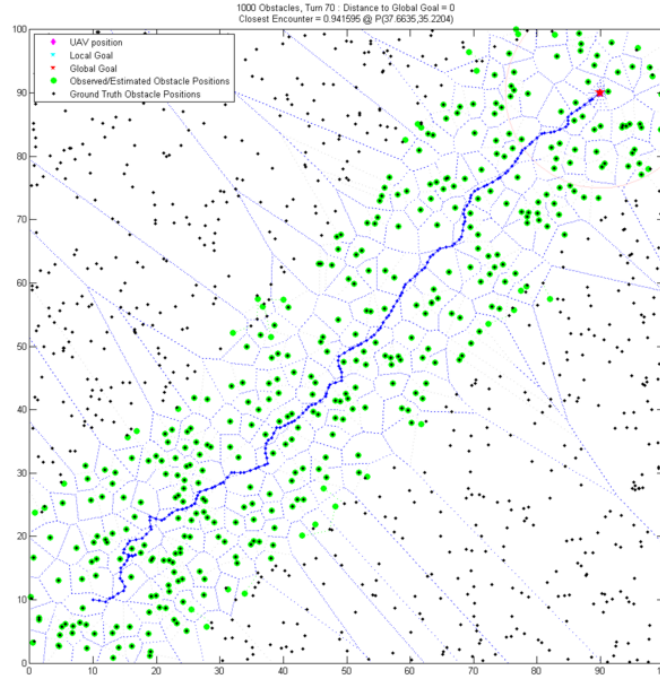 1000 Obstacles, Turn 70 : Distance to Global Goal = 0
Closest Encounter = 0.941595 @ P(37.6635,35.2204)
UAV position
Local Goal
Global Goal
Observed/Estimated Obstacle Positions
Ground Truth Obstacle Positions
100
90
80
70
60
50
40
30
20
10
0
0 10 20 30 40 50 60 70 80 90 100